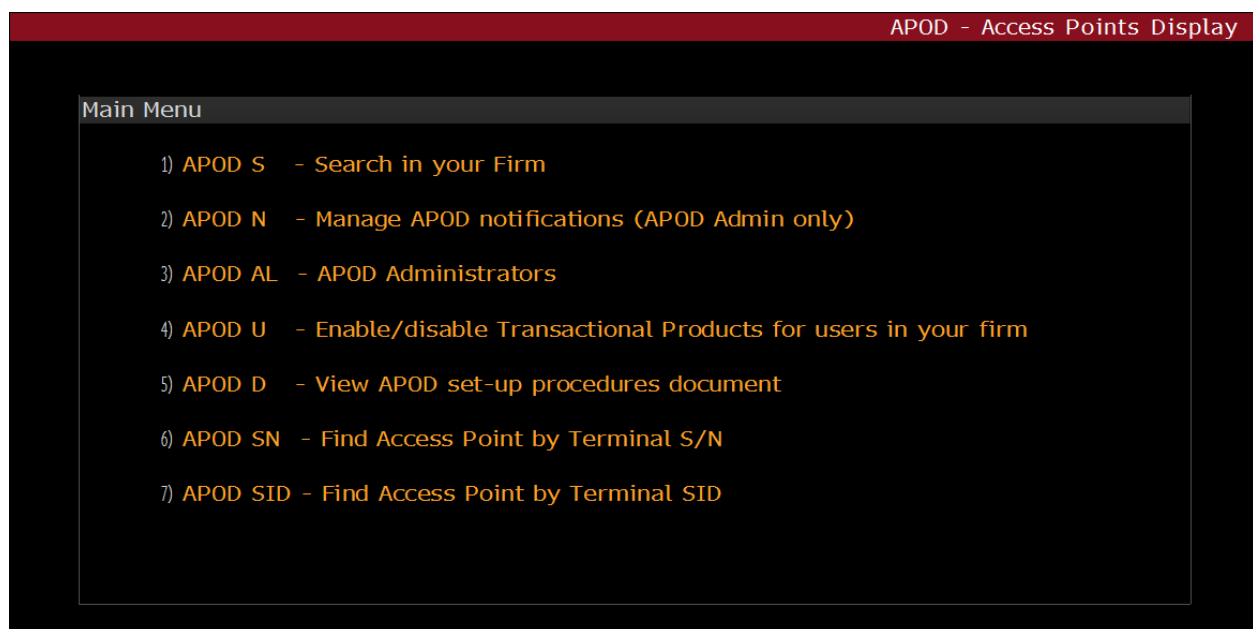 APOD - Access Points Display
Main Menu
1) APOD S - Search in your Firm
2) APOD N - Manage APOD notifications (APOD Admin only)
3) APOD AL - APOD Administrators
4) APOD U - Enable/disable Transactional Products for users in your firm
5) APOD D - View APOD set-up procedures document
6) APOD SN - Find Access Point by Terminal S/N
7) APOD SID - Find Access Point by Terminal SID